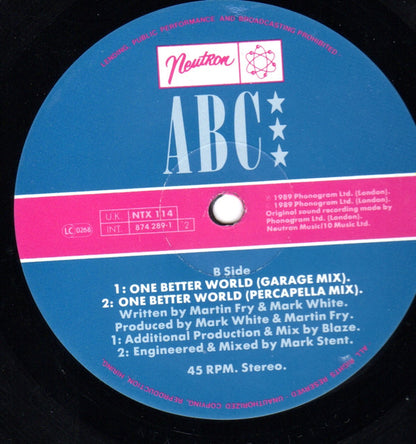 LENDING, PUBLIC PERFORMANCE AND BROADCASTING PROHIBITED.
Neutron
ABC
U.K. NTX 114
INT. 874 289-1 2
LC 0268
℗ 1989 Phonogram Ltd. (London).
© 1989 Phonogram Ltd. (London).
Original sound recording made by
Phonogram Ltd. (London).
Neutran Music/10 Music Ltd.
B Side
1: ONE BETTER WORLD (GARAGE MIX).
2: ONE BETTER WORLD (PERCAPELLA MIX).
Written by Martin Fry & Mark White.
Produced by Mark White & Martin Fry.
1: Additional Production & Mix by Blaze.
2: Engineered & Mixed by Mark Stent.
45 RPM. Stereo.
ALL RIGHTS RESERVED. UNAUTHORIZED COPYING, REPRODUCTION, HIRING,